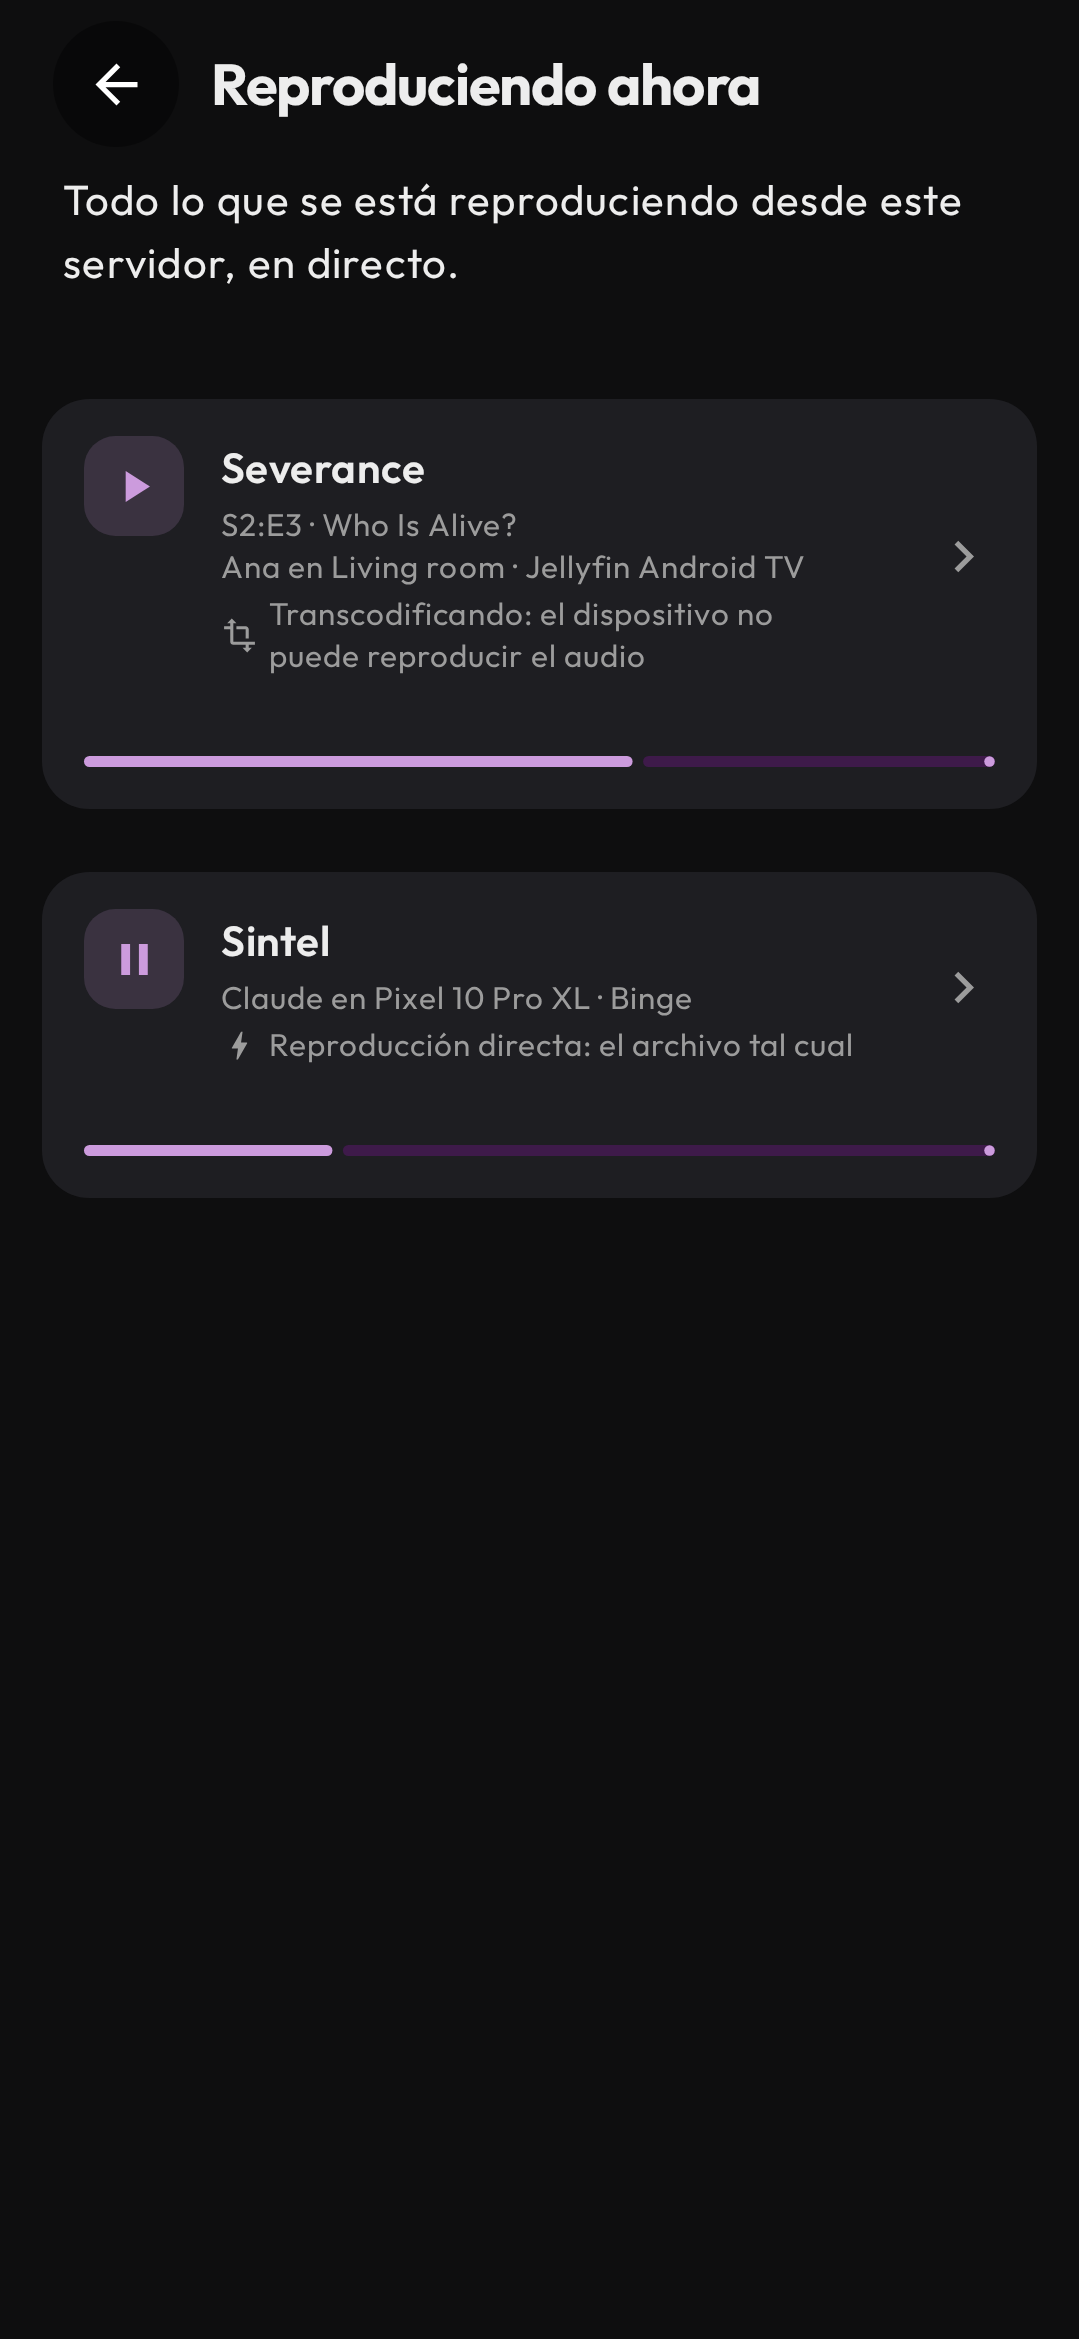 Reproduciendo ahora
Todo lo que se está reproduciendo desde este
servidor, en directo.
Severance
S2:E3 · Who Is Alive?
Ana en Living room · Jellyfin Android TV
Transcodificando: el dispositivo no
puede reproducir el audio
Sintel
Claude en Pixel 10 Pro XL · Binge
Reproducción directa: el archivo tal cual